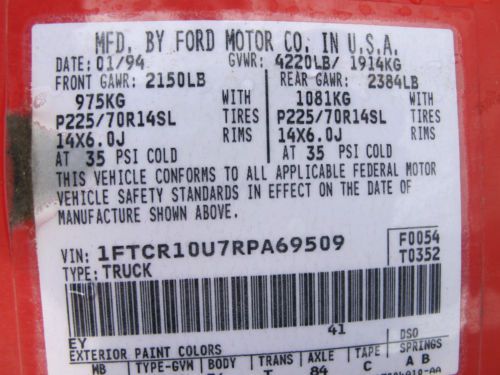 MFD. BY FORD MOTOR CO. IN U.S.A.
DATE: 01/94 GVWR: 4220LB/ 1914KG
FRONT GAWR: 2150LB REAR GAWR: 2384LB
975KG WITH 1081KG WITH
P225/70R14SL TIRES P225/70R14SL TIRES
14X6.0J RIMS 14X6.0J RIMS
AT 35 PSI COLD AT 35 PSI COLD
THIS VEHICLE CONFORMS TO ALL APPLICABLE FEDERAL MOTOR
VEHICLE SAFETY STANDARDS IN EFFECT ON THE DATE OF
MANUFACTURE SHOWN ABOVE.
VIN: 1FTCR10U7RPA69509 F0054
TYPE: TRUCK T0352
EY 41 DSO
EXTERIOR PAINT COLORS
WB TYPE-GVM BODY TRANS AXLE TAPE SPRINGS
T 84 C A B